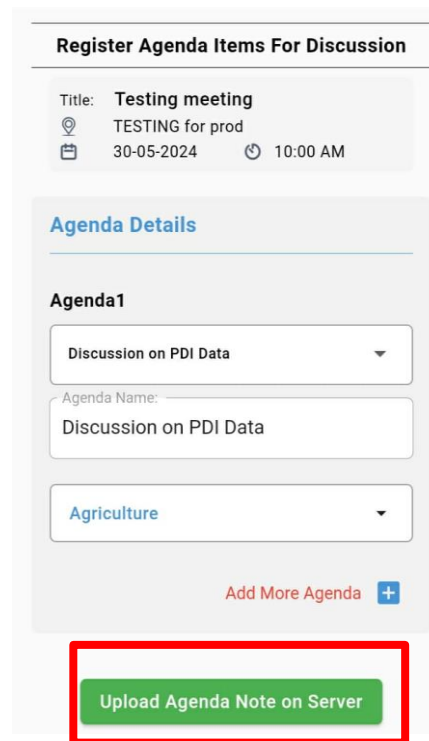 Register Agenda Items For Discussion
Title: Testing meeting
TESTING for prod
30-05-2024 10:00 AM
Agenda Details
Agenda1
Discussion on PDI Data
Agenda Name:
Discussion on PDI Data
Agriculture
Add More Agenda
Upload Agenda Note on Server